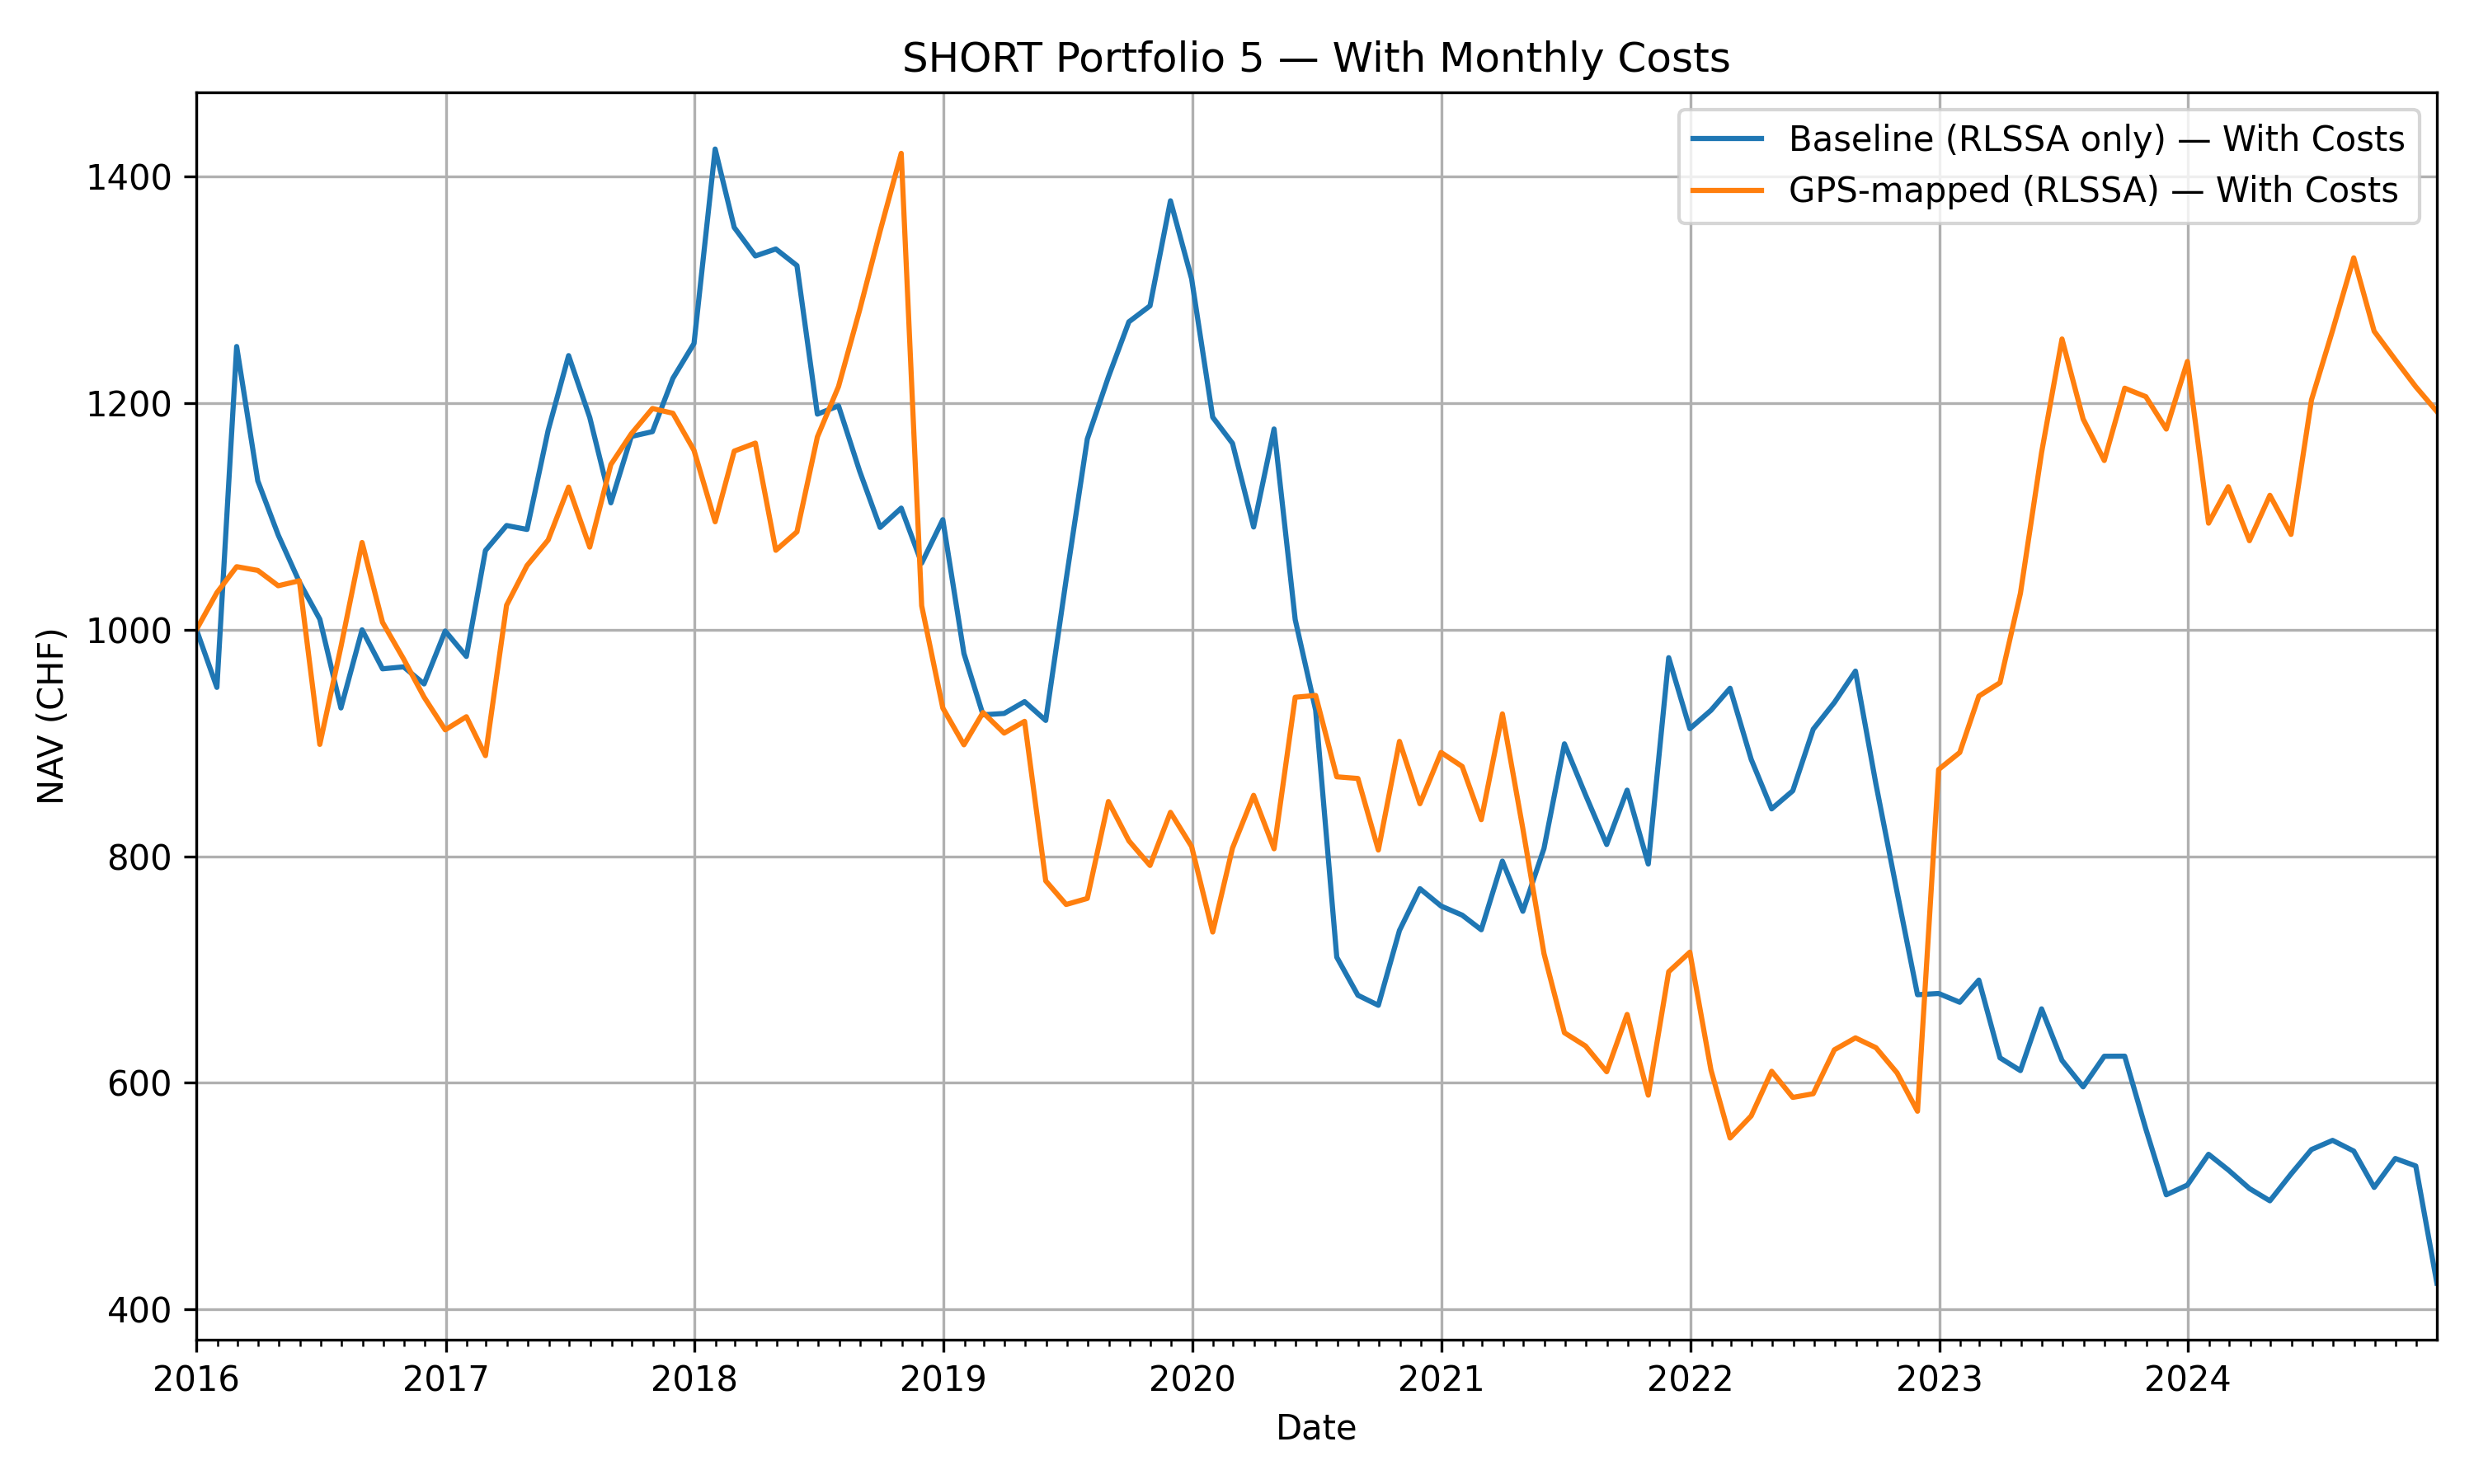 SHORT Portfolio 5 — With Monthly Costs
Baseline (RLSSA only) — With Costs
GPS-mapped (RLSSA) — With Costs
NAV (CHF)
1400
1200
1000
800
600
400
2016 2017 2018 2019 2020 2021 2022 2023 2024
Date